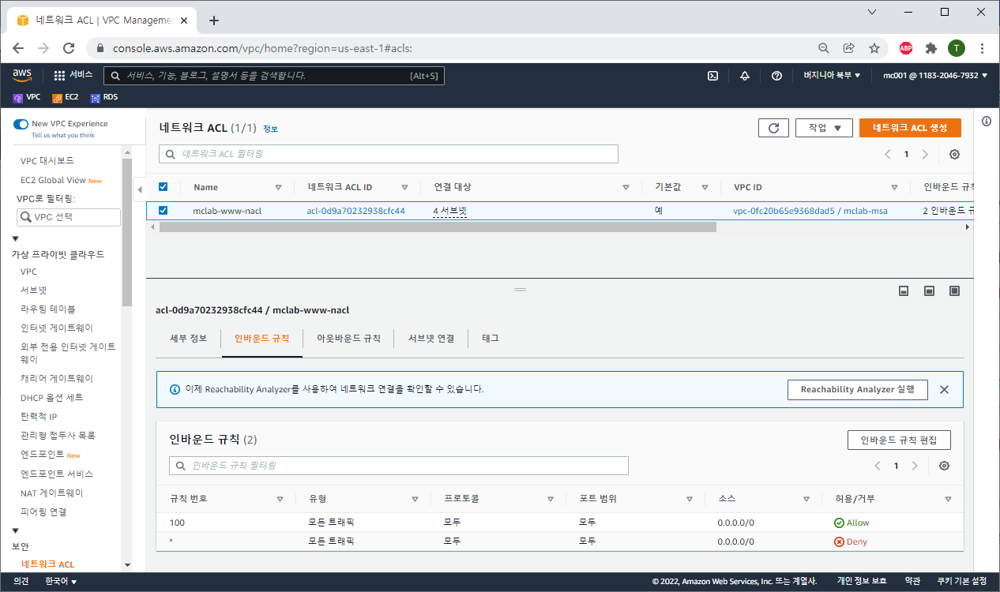 네트워크 ACL | VPC Manageme
console.aws.amazon.com/vpc/home?region=us-east-1#acls:
ABP
T
aws
서비스
서비스, 기능, 블로그, 설명서 등을 검색합니다.
[Alt+S]
버지니아 북부
mc001 @ 1183-2046-7932
VPC
EC2
RDS
New VPC Experience
Tell us what you think
VPC 대시보드
EC2 Global View New
VPC로 필터링:
VPC 선택
가상 프라이빗 클라우드
VPC
서브넷
라우팅 테이블
인터넷 게이트웨이
외부 전용 인터넷 게이트
웨이
캐리어 게이트웨이
DHCP 옵션 세트
탄력적 IP
관리형 접두사 목록
엔드포인트 New
엔드포인트 서비스
NAT 게이트웨이
피어링 연결
보안
네트워크 ACL
네트워크 ACL (1/1) 정보
작업
네트워크 ACL 생성
네트워크 ACL 필터링
1
Name 네트워크 ACL ID 연결 대상 기본값 VPC ID 인바운드 규칙
mclab-www-nacl acl-0d9a70232938cfc44 4 서브넷 예 vpc-0fc20b65e9368dad5 / mclab-msa 2 인바운드 규
acl-0d9a70232938cfc44 / mclab-www-nacl
세부 정보 인바운드 규칙 아웃바운드 규칙 서브넷 연결 태그
이제 Reachability Analyzer를 사용하여 네트워크 연결을 확인할 수 있습니다.
Reachability Analyzer 실행
인바운드 규칙 (2)
인바운드 규칙 편집
인바운드 규칙 필터링
1
규칙 번호 유형 프로토콜 포트 범위 소스 허용/거부
100 모든 트래픽 모두 모두 0.0.0.0/0 Allow
* 모든 트래픽 모두 모두 0.0.0.0/0 Deny
의견
한국어
© 2022, Amazon Web Services, Inc. 또는 계열사.
개인 정보 보호
약관
쿠키 기본 설정